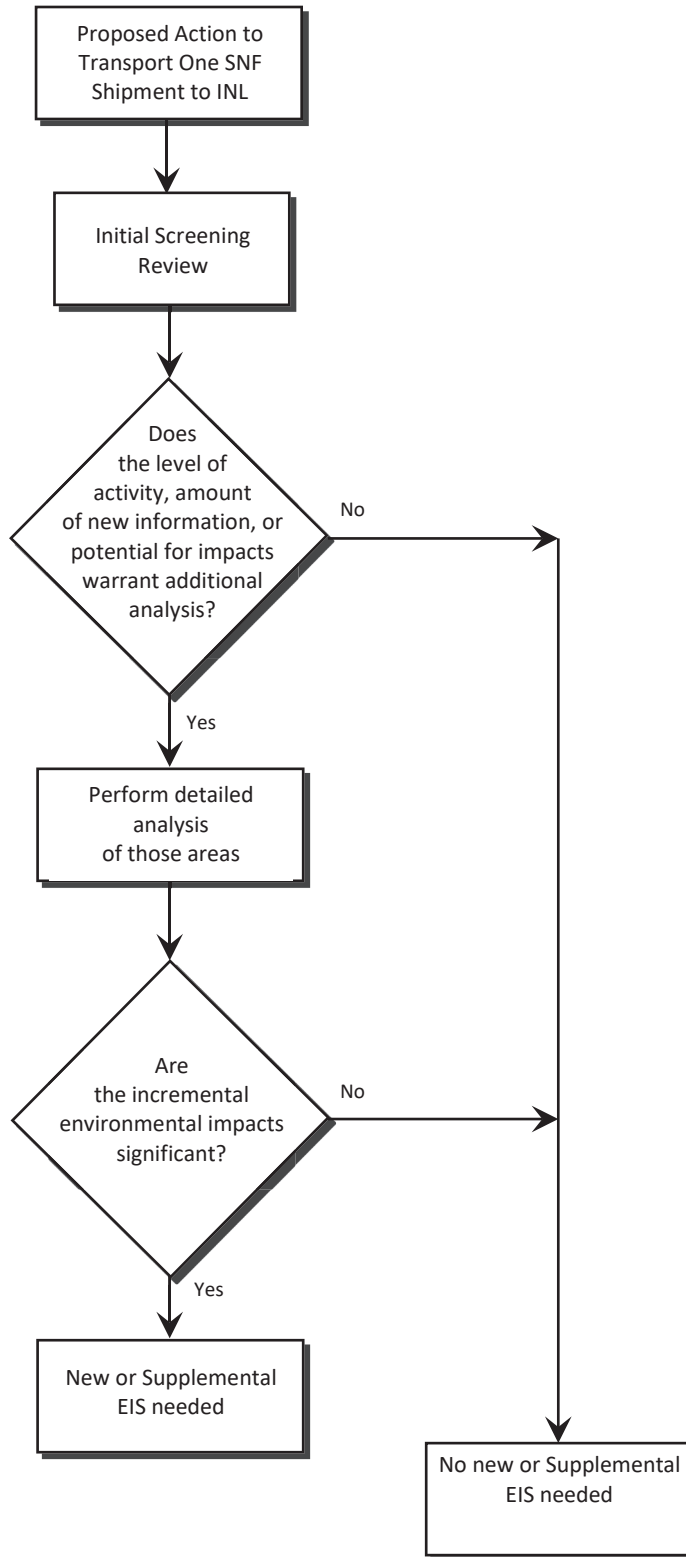 Proposed Action to
Transport One SNF
Shipment to INL
Initial Screening
Review
Does
the level of
activity, amount
of new information, or
potential for impacts
warrant additional
analysis?
No
Yes
Perform detailed
analysis
of those areas
Are
the incremental
environmental impacts
significant?
No
Yes
New or Supplemental
EIS needed
No new or Supplemental
EIS needed